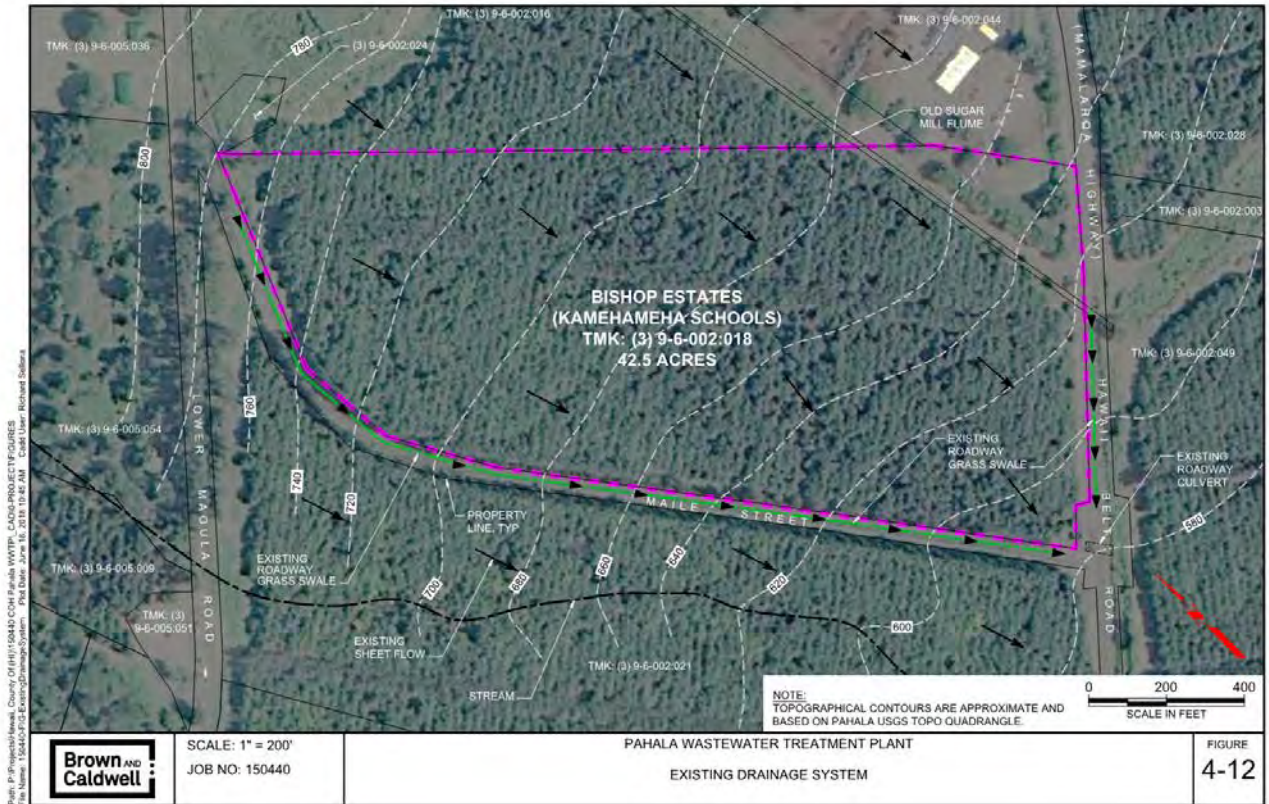 TMK: (3) 9-6-005:036
780
(3) 9-6-002:024
TMK: (3) 9-6-002:016
TMK: (3) 9-6-002:044
(MAMALAHOA HIGHWAY)
OLD SUGAR
MILL FLUME
TMK: (3) 9-6-002:028
800
TMK: (3) 9-6-002:003
BISHOP ESTATES
(KAMEHAMEHA SCHOOLS)
TMK: (3) 9-6-002:018
42.5 ACRES
TMK: (3) 9-6-002:049
HAWAII BELT ROAD
TMK: (3) 9-6-005:054
LOWER MAOULA ROAD
760
740
720
EXISTING
ROADWAY
GRASS SWALE
EXISTING
ROADWAY
CULVERT
PROPERTY
LINE, TYP
MAILE STREET
580
EXISTING
ROADWAY
GRASS SWALE
700
680
660
640
620
600
TMK: (3) 9-6-005:009
TMK: (3)
9-6-005:051
EXISTING
SHEET FLOW
STREAM
TMK: (3) 9-6-002:021
NOTE:
TOPOGRAPHICAL CONTOURS ARE APPROXIMATE AND
BASED ON PAHALA USGS TOPO QUADRANGLE.
0 200 400
SCALE IN FEET
Brown AND
Caldwell
SCALE: 1" = 200'
JOB NO: 150440
PAHALA WASTEWATER TREATMENT PLANT
EXISTING DRAINAGE SYSTEM
FIGURE
4-12